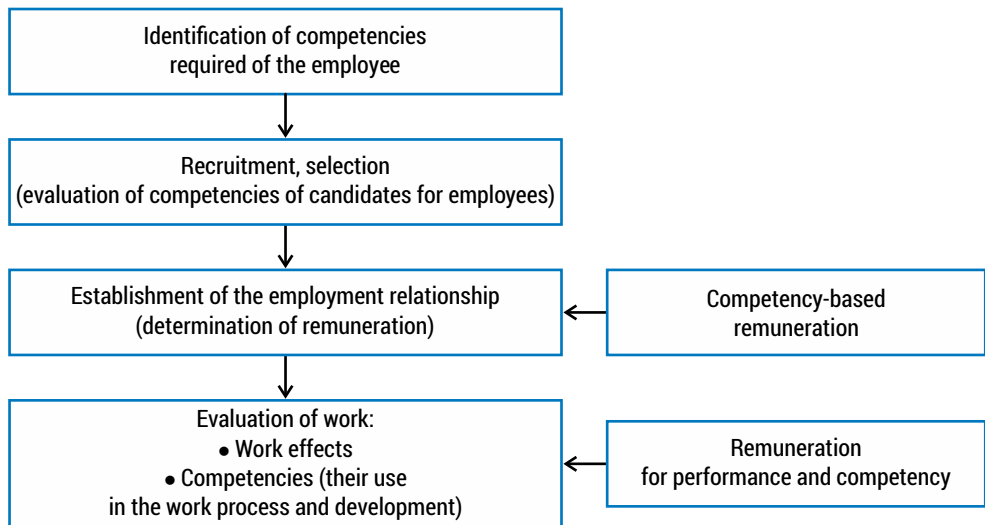 Identification of competencies
required of the employee
Recruitment, selection
(evaluation of competencies of candidates for employees)
Establishment of the employment relationship
(determination of remuneration)
Competency-based
remuneration
Evaluation of work:
● Work effects
● Competencies (their use
in the work process and development)
Remuneration
for performance and competency